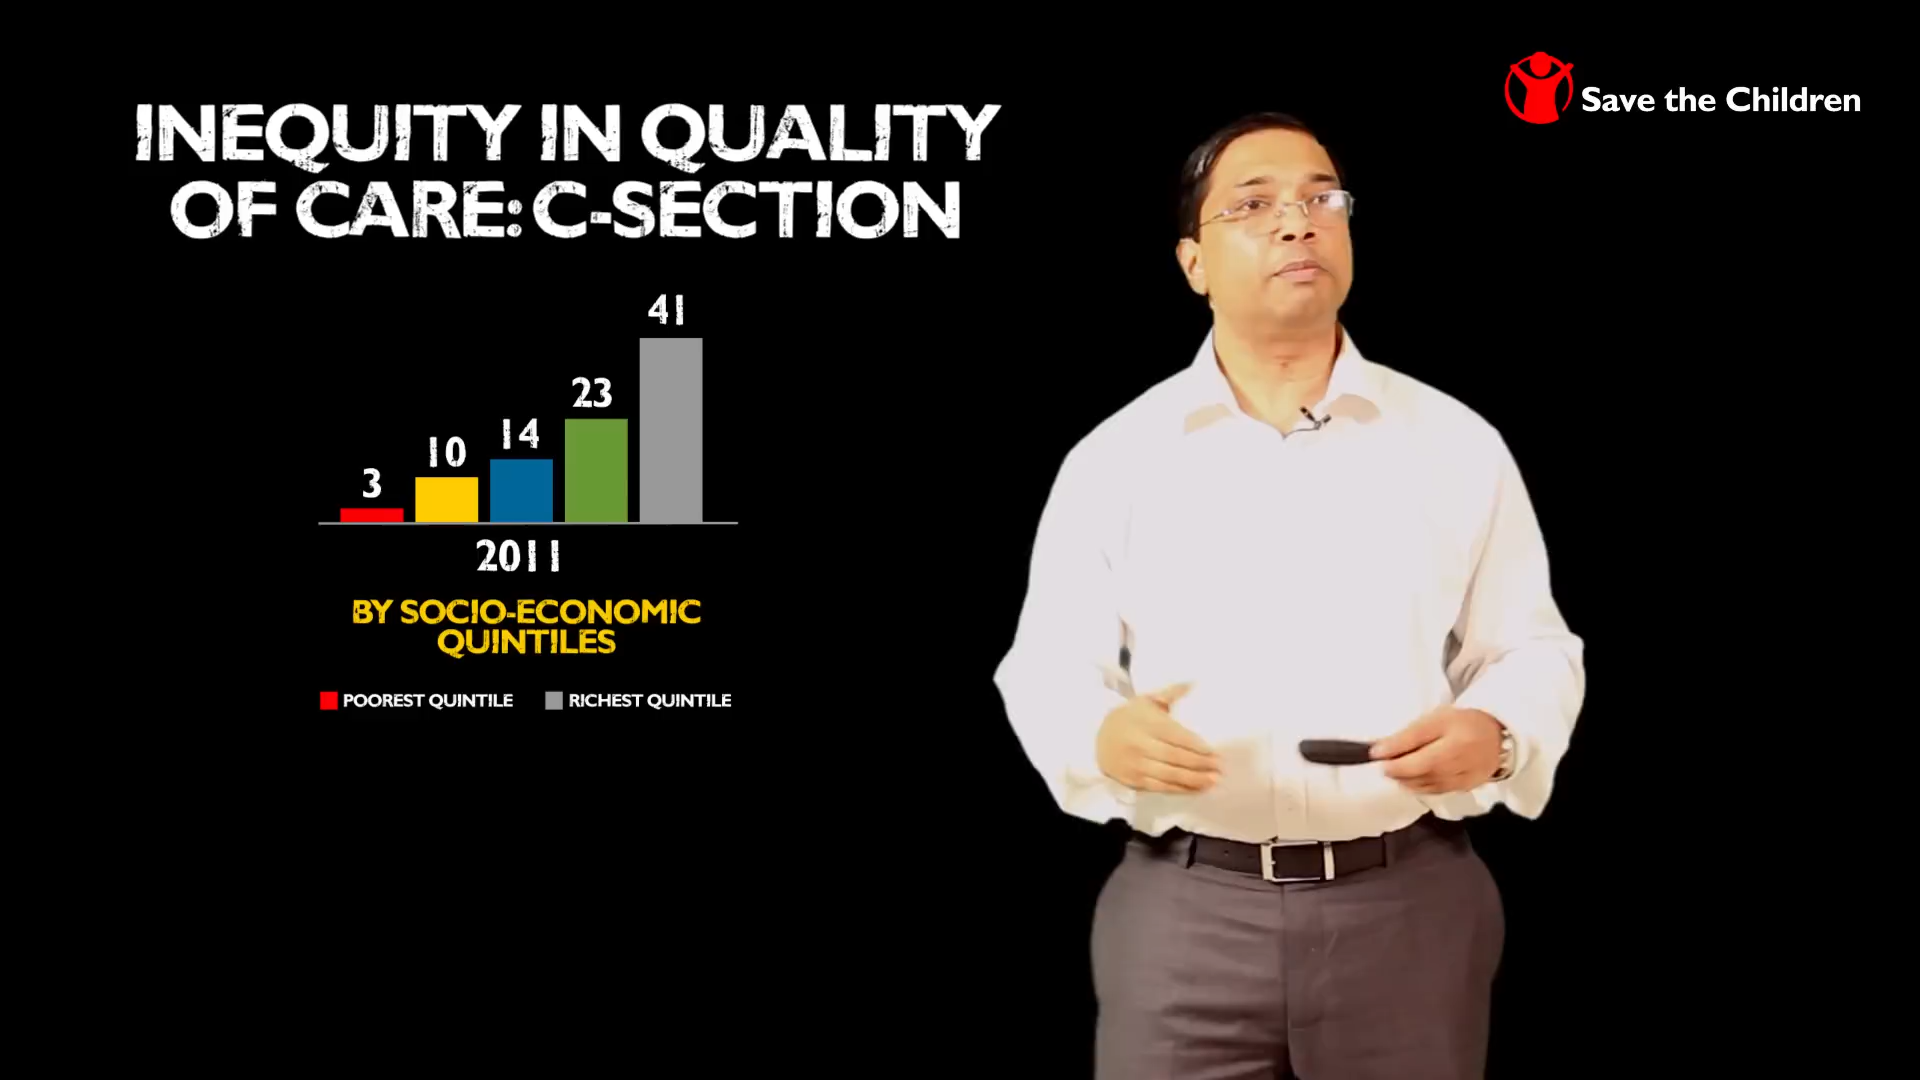 Save the Children
INEQUITY IN QUALITY
OF CARE: C-SECTION
41
23
14
10
3
2011
BY SOCIO-ECONOMIC
QUINTILES
POOREST QUINTILE
RICHEST QUINTILE